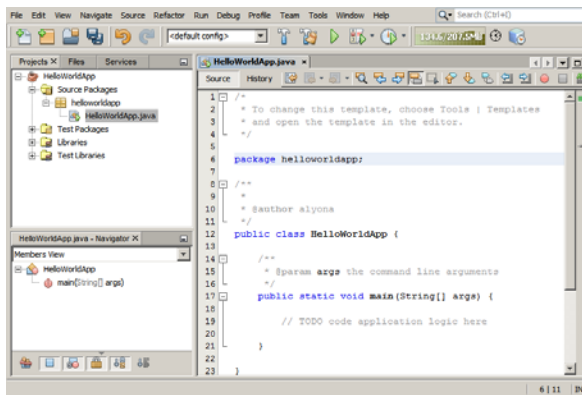 File Edit View Navigate Source Refactor Run Debug Profile Team Tools Window Help
Search (Ctrl+I)
<default config>
Projects X Files Services
HelloWorldApp
Source Packages
helloworldapp
HelloWorldApp.java
Test Packages
Libraries
Test Libraries
HelloWorldApp.java - Navigator X
Members View
HelloWorldApp
main(String[] args)
HelloWorldApp.java ×
Source History
1 /*
2 * To change this template, choose Tools | Templates
3 * and open the template in the editor.
4 */
5
6 package helloworldapp;
7
8 /**
9 *
10 * @author alyona
11 */
12 public class HelloWorldApp {
13
14 /**
15 * @param args the command line arguments
16 */
17 public static void main(String[] args) {
18
19 // TODO code application logic here
20
21 }
22
23 }
6 | 11 IN